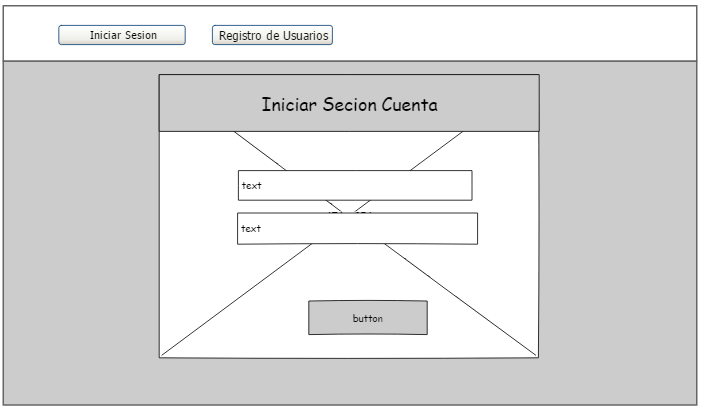 Iniciar Sesion
Registro de Usuarios
Iniciar Secion Cuenta
text
text
button